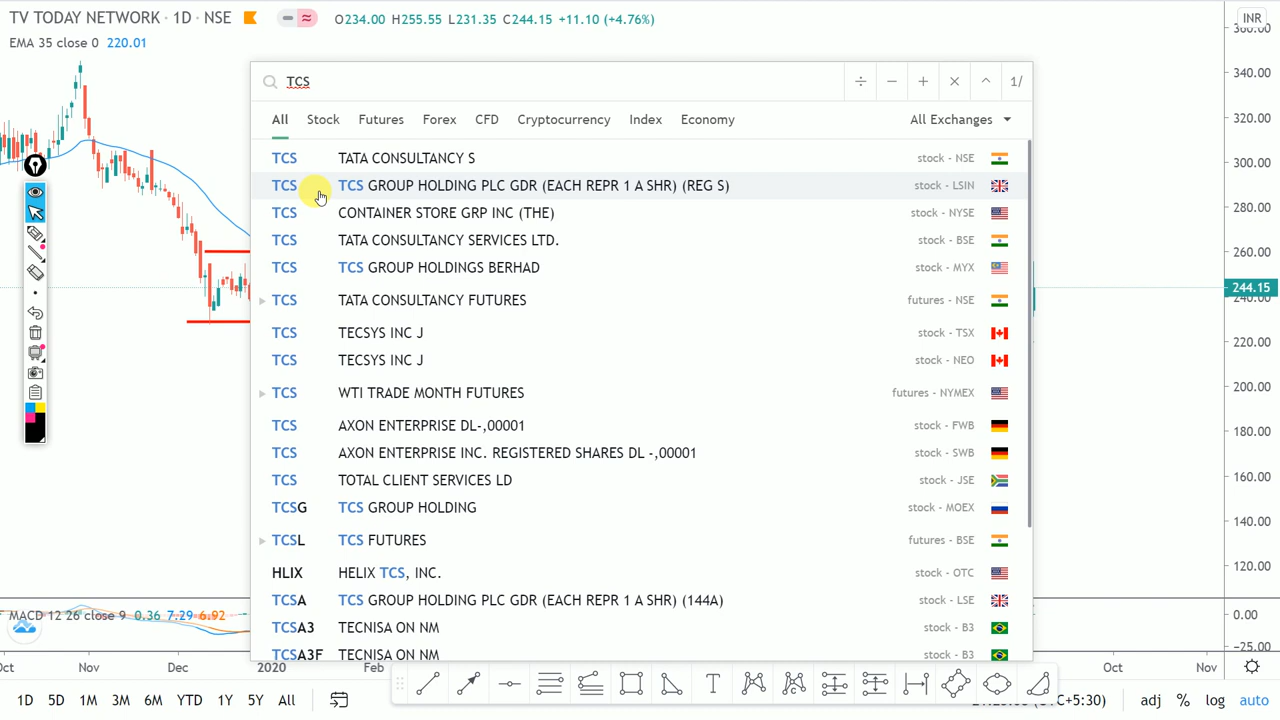 TV TODAY NETWORK · 1D · NSE O234.00 H255.55 L231.35 C244.15 +11.10 (+4.76%) INR
EMA 35 close 0 220.01
TCS 1/
All Stock Futures Forex CFD Cryptocurrency Index Economy All Exchanges
TCS TATA CONSULTANCY S stock - NSE
TCS TCS GROUP HOLDING PLC GDR (EACH REPR 1 A SHR) (REG S) stock - LSIN
TCS CONTAINER STORE GRP INC (THE) stock - NYSE
TCS TATA CONSULTANCY SERVICES LTD. stock - BSE
TCS TCS GROUP HOLDINGS BERHAD stock - MYX
TCS TATA CONSULTANCY FUTURES futures - NSE
TCS TECSYS INC J stock - TSX
TCS TECSYS INC J stock - NEO
TCS WTI TRADE MONTH FUTURES futures - NYMEX
TCS AXON ENTERPRISE DL-,00001 stock - FWB
TCS AXON ENTERPRISE INC. REGISTERED SHARES DL -,00001 stock - SWB
TCS TOTAL CLIENT SERVICES LD stock - JSE
TCSG TCS GROUP HOLDING stock - MOEX
TCSL TCS FUTURES futures - BSE
HLIX HELIX TCS, INC. stock - OTC
TCSA TCS GROUP HOLDING PLC GDR (EACH REPR 1 A SHR) (144A) stock - LSE
TCSA3 TECNISA ON NM stock - B3
TCSA3F TECNISA ON NM stock - B3
360.00
340.00
320.00
300.00
280.00
260.00
244.15
240.00
220.00
200.00
180.00
160.00
140.00
120.00
0.00
-25.00
MACD 12 26 close 9 0.36 7.29 6.92
Oct Nov Dec 2020 Feb Oct Nov
1D 5D 1M 3M 6M YTD 1Y 5Y All (UTC+5:30) adj % log auto